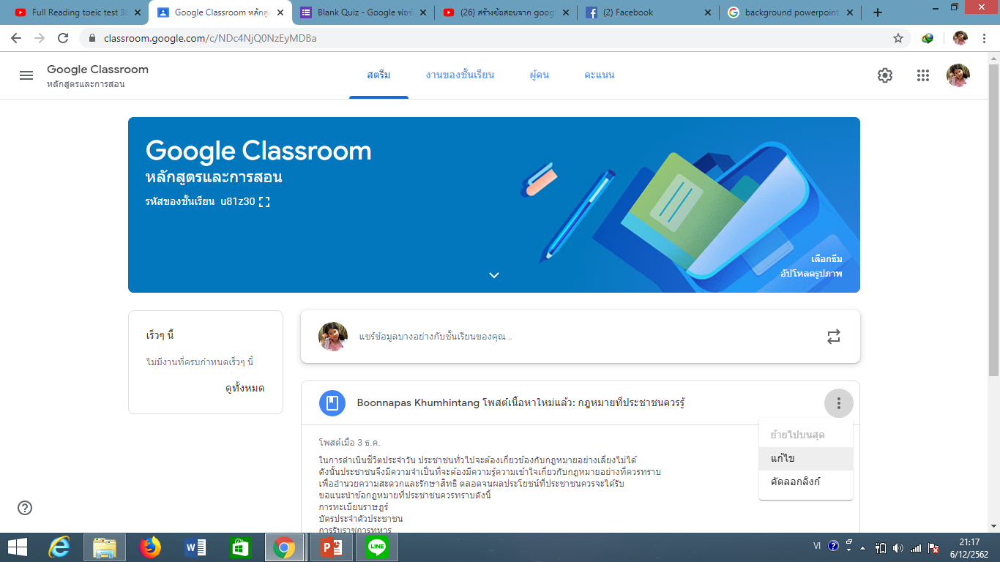 Full Reading toeic test 38
Google Classroom หลักสูต
Blank Quiz - Google ฟอร์
(26) สร้างข้อสอบจาก goog
(2) Facebook
background powerpoint
classroom.google.com/c/NDc4NjQ0NzEyMDBa
Google Classroom
หลักสูตรและการสอน
สตรีม
งานของชั้นเรียน
ผู้คน
คะแนน
Google Classroom
หลักสูตรและการสอน
รหัสของชั้นเรียน u81z30
เลือกธีม
อัปโหลดรูปภาพ
เร็วๆ นี้
ไม่มีงานที่ครบกำหนดเร็วๆ นี้
ดูทั้งหมด
แชร์ข้อมูลบางอย่างกับชั้นเรียนของคุณ...
Boonnapas Khumhintang โพสต์เนื้อหาใหม่แล้ว: กฎหมายที่ประชาชนควรรู้
ย้ายไปบนสุด
แก้ไข
คัดลอกลิงก์
โพสต์เมื่อ 3 ธ.ค.
ในการดำเนินชีวิตประจำวัน ประชาชนทั่วไปจะต้องเกี่ยวข้องกับกฎหมายอย่างเลี่ยงไม่ได้
ดังนั้นประชาชนจึงมีความจำเป็นที่จะต้องมีความรู้ความเข้าใจเกี่ยวกับกฎหมายอย่างที่ควรทราบ
เพื่ออำนวยความสะดวกและรักษาสิทธิ ตลอดจนผลประโยชน์ที่ประชาชนควรจะได้รับ
ขอแนะนำข้อกฎหมายที่ประชาชนควรทราบดังนี้
การทะเบียนราษฎร์
บัตรประจำตัวประชาชน
การรับราชการทหาร
VI
21:17
6/12/2562